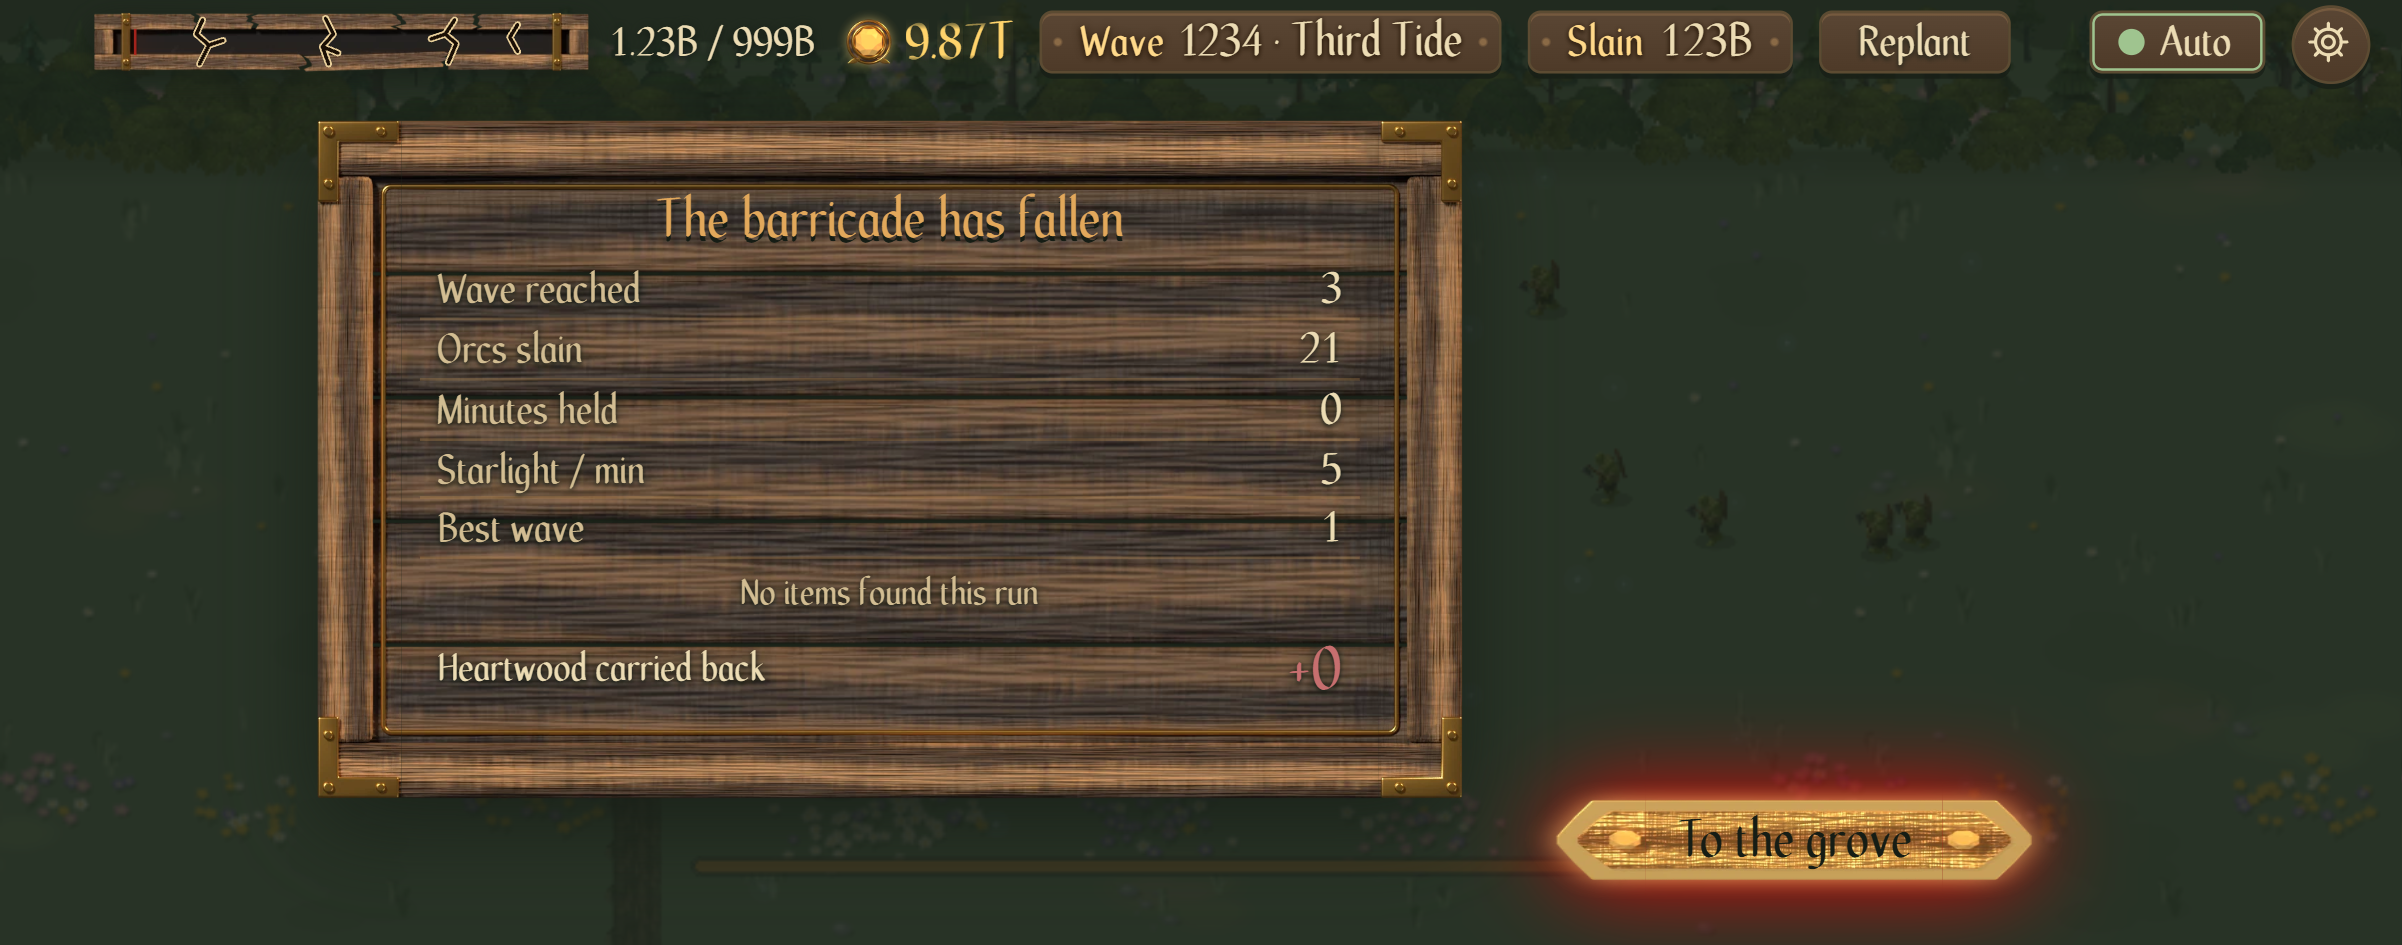 1.23B / 999B
9.87T
Wave 1234 · Third Tide
Slain 123B
Replant
Auto
The barricade has fallen
Wave reached 3
Orcs slain 21
Minutes held 0
Starlight / min 5
Best wave 1
No items found this run
Heartwood carried back +0
To the grove